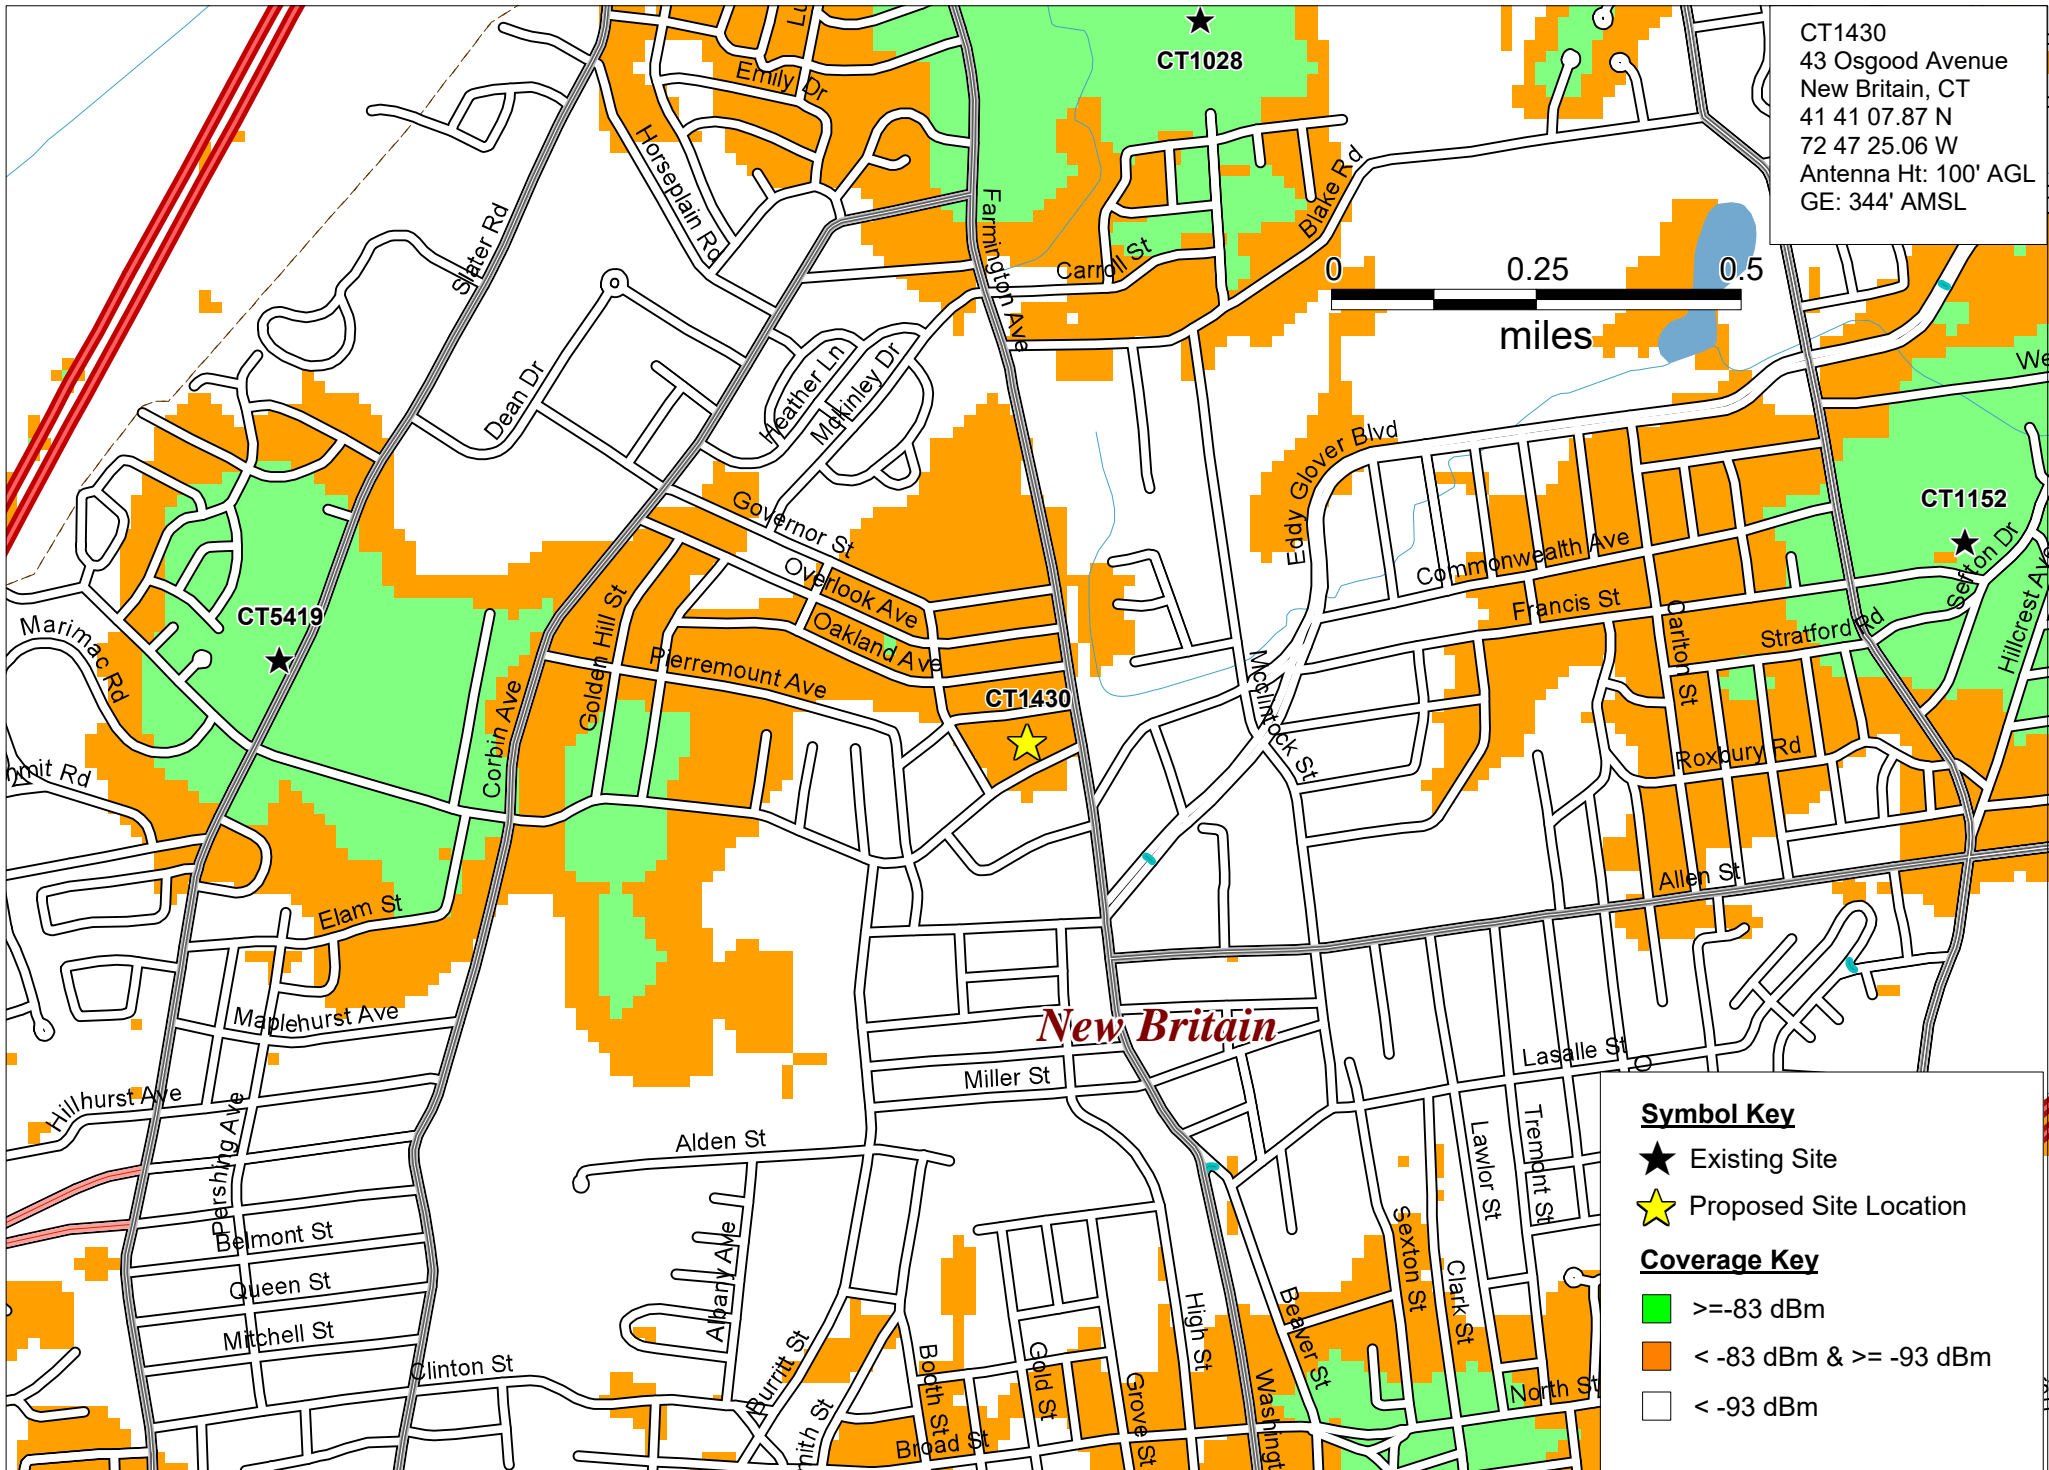 CT1430
43 Osgood Avenue
New Britain, CT
41 41 07.87 N
72 47 25.06 W
Antenna Ht: 100' AGL
GE: 344' AMSL
CT1028
Emily Dr
Horseplain Rd
Slater Rd
Farmington Ave
Blake Rd
Carroll St
0 0.25 0.5
miles
Dean Dr
Heather Ln
Mckinley Dr
Eddy Glover Blvd
CT1152
Governor St
Overlook Ave
Oakland Ave
Commonwealth Ave
Francis St
Carlton St
Stratford Rd
Sefton Dr
Hillcrest Ave
CT5419
Marimac Rd
Golden Hill St
Pierremount Ave
CT1430
Corbin Ave
Mcclintock St
Roxbury Rd
Allen St
Elam St
Maplehurst Ave
New Britain
Miller St
Lasalle St
Hillhurst Ave
Pershing Ave
Alden St
Lawlor St
Tremont St
Belmont St
Queen St
Mitchell St
Clinton St
Albany Ave
Burritt St
Booth St
Gold St
Grove St
High St
Beaver St
Sexton St
Clark St
North St
Broad St
Symbol Key
Existing Site
Proposed Site Location
Coverage Key
>=-83 dBm
< -83 dBm & >= -93 dBm
< -93 dBm